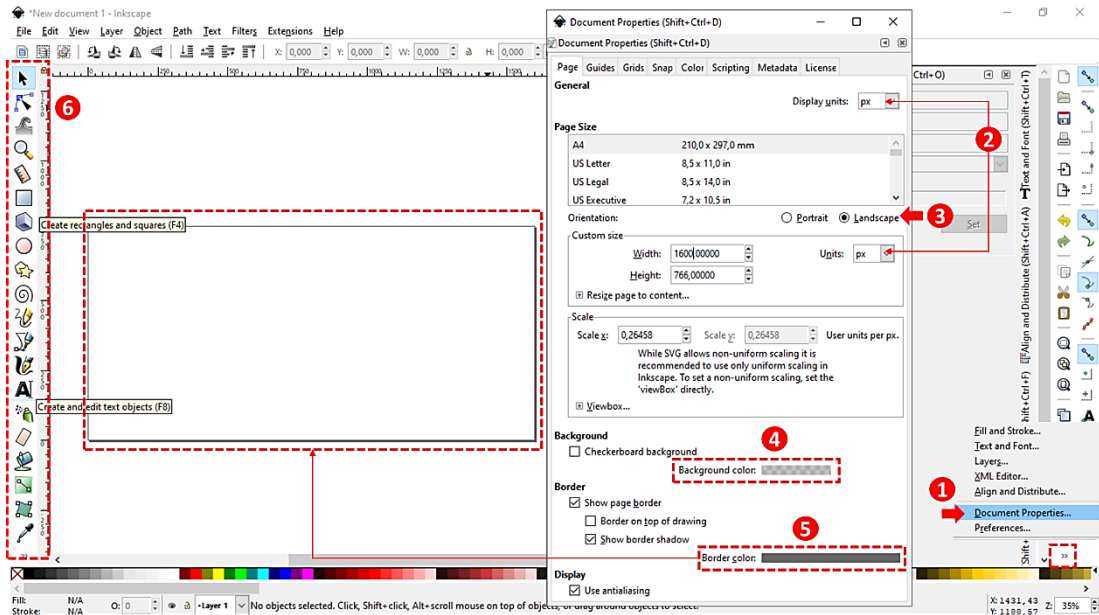 *New document 1 - Inkscape
File Edit View Layer Object Path Text Filters Extensions Help
X: 0,000 Y: 0,000 W: 0,000 H: 0,000
6
Create rectangles and squares (F4)
Create and edit text objects (F8)
Document Properties (Shift+Ctrl+D)
Document Properties (Shift+Ctrl+D)
Page Guides Grids Snap Color Scripting Metadata License
General
Display units: px
2
Page Size
A4 210,0 x 297,0 mm
US Letter 8,5 x 11,0 in
US Legal 8,5 x 14,0 in
US Executive 7,2 x 10,5 in
Orientation: Portrait Landscape
3
Custom size
Width: 1600,00000 Units: px
Height: 766,00000
Resize page to content...
Scale
Scale x: 0,26458 Scale y: 0,26458 User units per px.
While SVG allows non-uniform scaling it is
recommended to use only uniform scaling in
Inkscape. To set a non-uniform scaling, set the
'viewBox' directly.
Viewbox...
Background
4
Checkerboard background
Background color:
Border
Show page border
5
Border on top of drawing
Show border shadow
Border color:
Display
Use antialiasing
Ctrl+O)
Set
Text and Font (Shift+Ctrl+T)
Align and Distribute (Shift+Ctrl+A)
hift+Ctrl+F)
Shift+
Fill and Stroke...
Text and Font...
Layers...
XML Editor...
Align and Distribute...
1
Document Properties...
Preferences...
Fill: N/A
Stroke: N/A
O: 0
Layer 1
No objects selected. Click, Shift+click, Alt+scroll mouse on top of objects, or drag around objects to select.
X: 1431,43
Y: 1180,57
Z: 35%